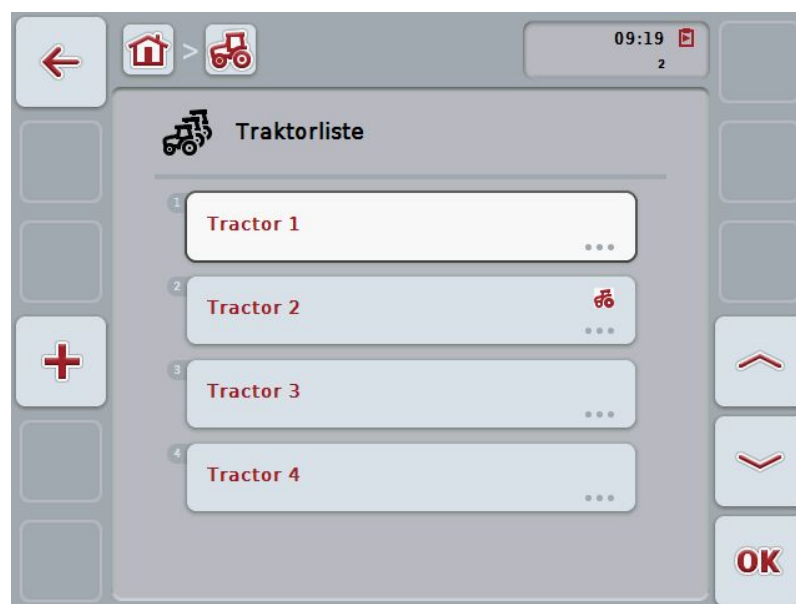 09:19
2
Traktorliste
1
Tractor 1
2
Tractor 2
3
Tractor 3
4
Tractor 4
OK